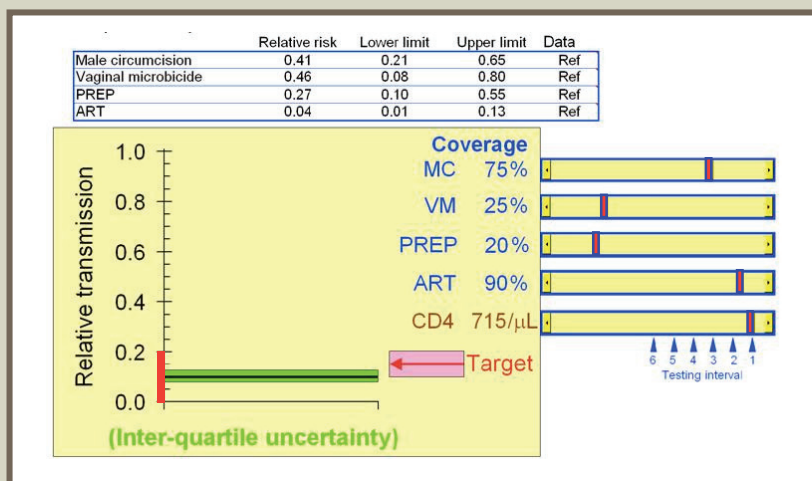 Relative risk Lower limit Upper limit Data
Male circumcision 0.41 0.21 0.65 Ref
Vaginal microbicide 0.46 0.08 0.80 Ref
PREP 0.27 0.10 0.55 Ref
ART 0.04 0.01 0.13 Ref
Coverage
MC 75%
VM 25%
PREP 20%
ART 90%
CD4 715/μL
Target
Relative transmission
1.0
0.8
0.6
0.4
0.2
0.0
(Inter-quartile uncertainty)
6 5 4 3 2 1
Testing interval